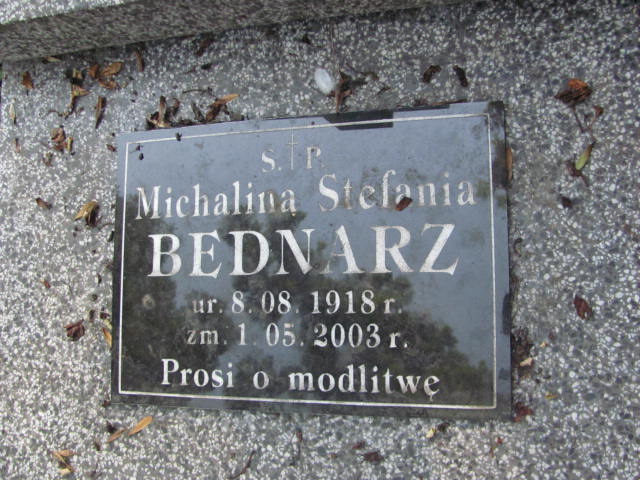 Ś.†P.
Michalina Stefania
BEDNARZ
ur. 8.08.1918 r.
zm. 1.05.2003 r.
Prosi o modlitwę